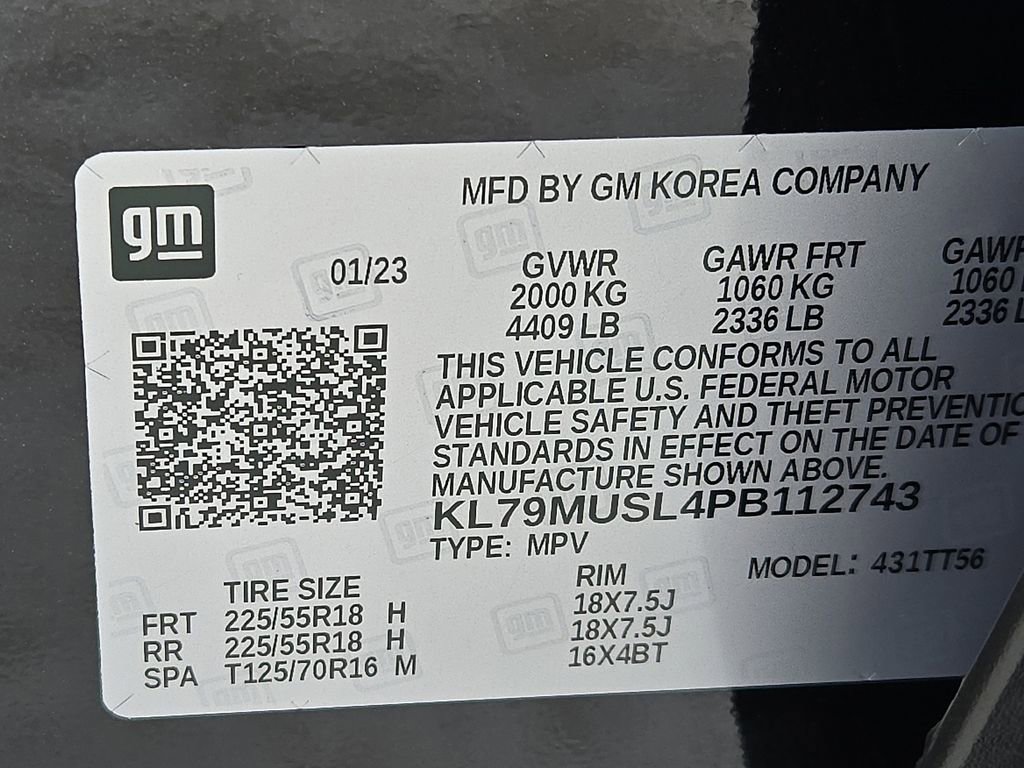 gm
MFD BY GM KOREA COMPANY
01/23
GVWR GAWR FRT GAWR
2000 KG 1060 KG 1060
4409 LB 2336 LB 2336
THIS VEHICLE CONFORMS TO ALL
APPLICABLE U.S. FEDERAL MOTOR
VEHICLE SAFETY AND THEFT PREVENTIO
STANDARDS IN EFFECT ON THE DATE OF
MANUFACTURE SHOWN ABOVE.
KL79MUSL4PB112743
TYPE: MPV
MODEL: 431TT56
TIRE SIZE RIM
FRT 225/55R18 H 18X7.5J
RR 225/55R18 H 18X7.5J
SPA T125/70R16 M 16X4BT